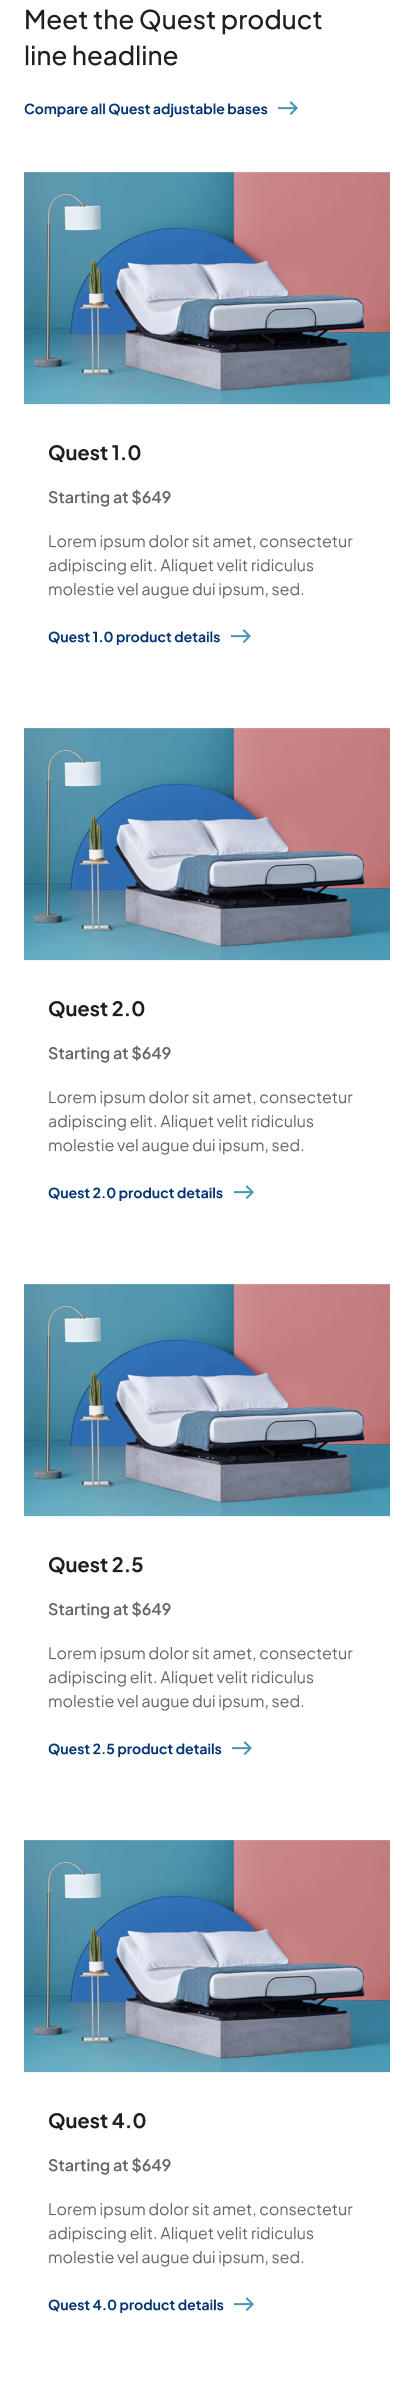 Meet the Quest product
line headline
Compare all Quest adjustable bases
Quest 1.0
Starting at $649
Lorem ipsum dolor sit amet, consectetur
adipiscing elit. Aliquet velit ridiculus
molestie vel augue dui ipsum, sed.
Quest 1.0 product details
Quest 2.0
Starting at $649
Lorem ipsum dolor sit amet, consectetur
adipiscing elit. Aliquet velit ridiculus
molestie vel augue dui ipsum, sed.
Quest 2.0 product details
Quest 2.5
Starting at $649
Lorem ipsum dolor sit amet, consectetur
adipiscing elit. Aliquet velit ridiculus
molestie vel augue dui ipsum, sed.
Quest 2.5 product details
Quest 4.0
Starting at $649
Lorem ipsum dolor sit amet, consectetur
adipiscing elit. Aliquet velit ridiculus
molestie vel augue dui ipsum, sed.
Quest 4.0 product details